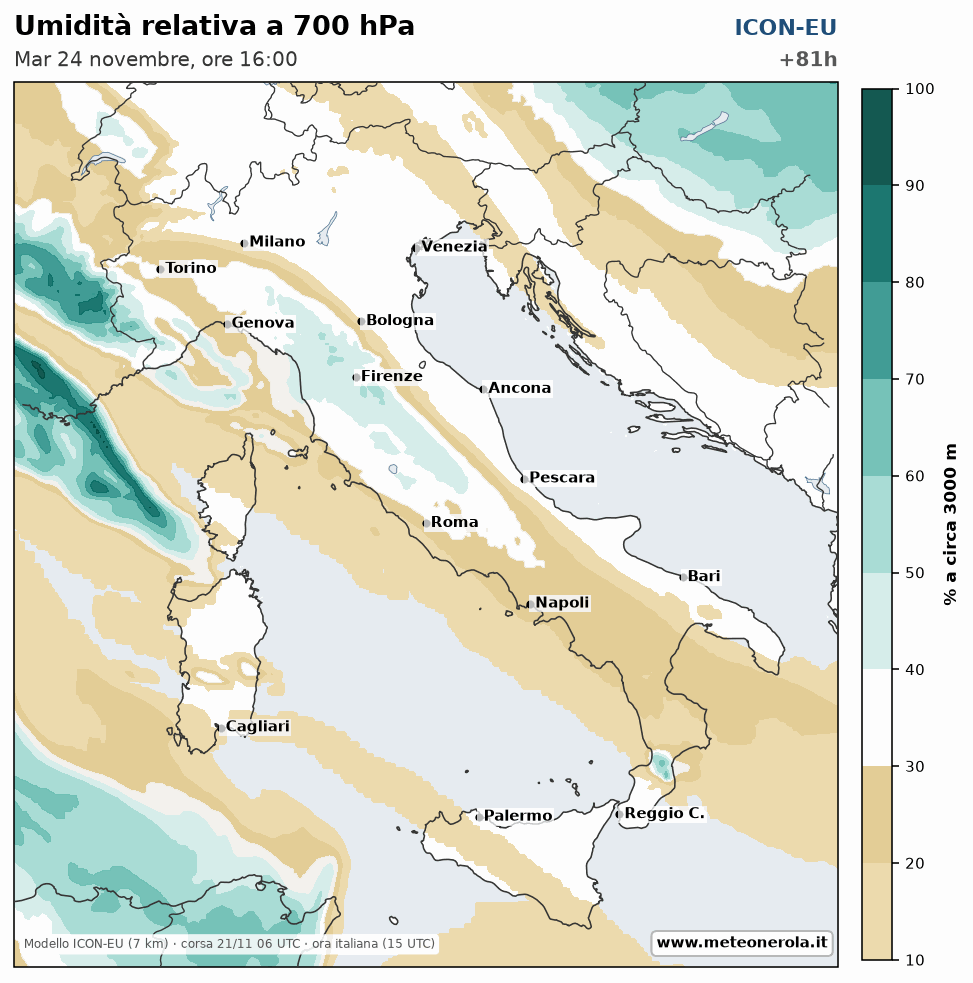 Umidità relativa a 700 hPa
ICON-EU
Mar 24 novembre, ore 16:00
+81h
100
90
80
70
60
50
40
30
20
10
% a circa 3000 m
Milano
Venezia
Torino
Genova
Bologna
Firenze
Ancona
Pescara
Roma
Bari
Napoli
Cagliari
Palermo
Reggio C.
Modello ICON-EU (7 km) · corsa 21/11 06 UTC · ora italiana (15 UTC)
www.meteonerola.it